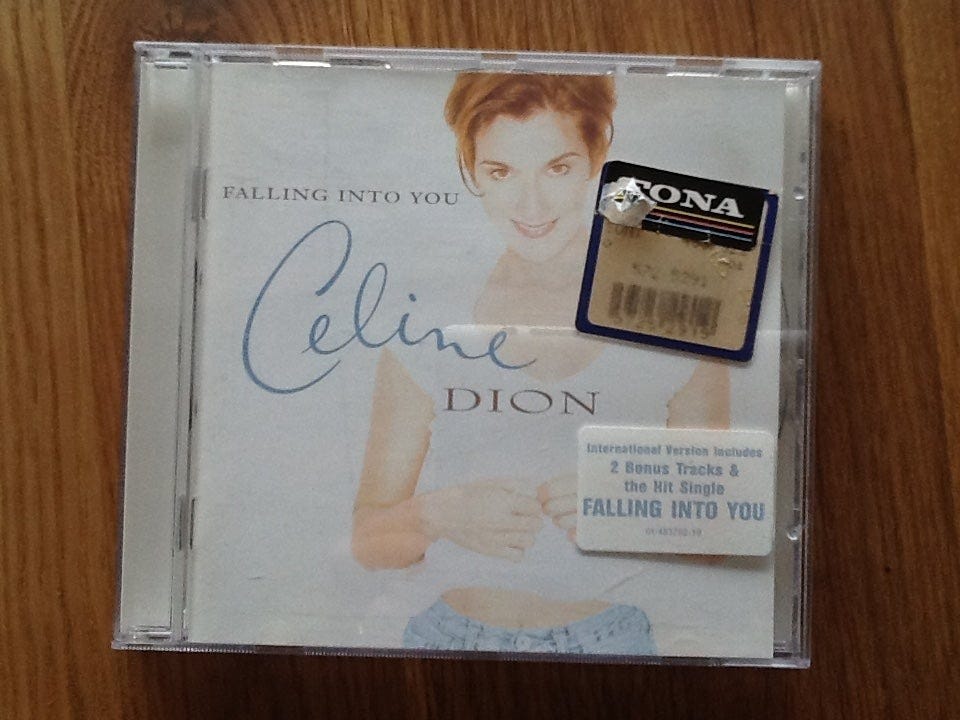 FALLING INTO YOU
Celine
DION
TONA
International Version Includes
2 Bonus Tracks &
the Hit Single
FALLING INTO YOU